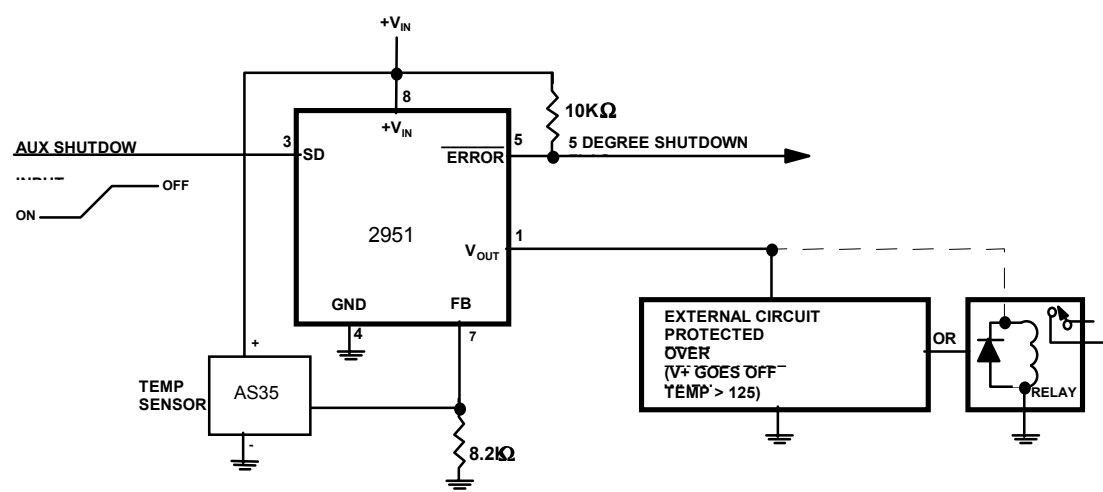 +V_IN
8
+V_IN
10KΩ
AUX SHUTDOW
3
SD
ERROR
5
5 DEGREE SHUTDOWN
OFF
ON
2951
V_OUT
1
GND
FB
4
7
+
TEMP
SENSOR
AS35
-
8.2KΩ
EXTERNAL CIRCUIT
PROTECTED
OVER
(V+ GOES OFF
TEMP > 125)
OR
RELAY